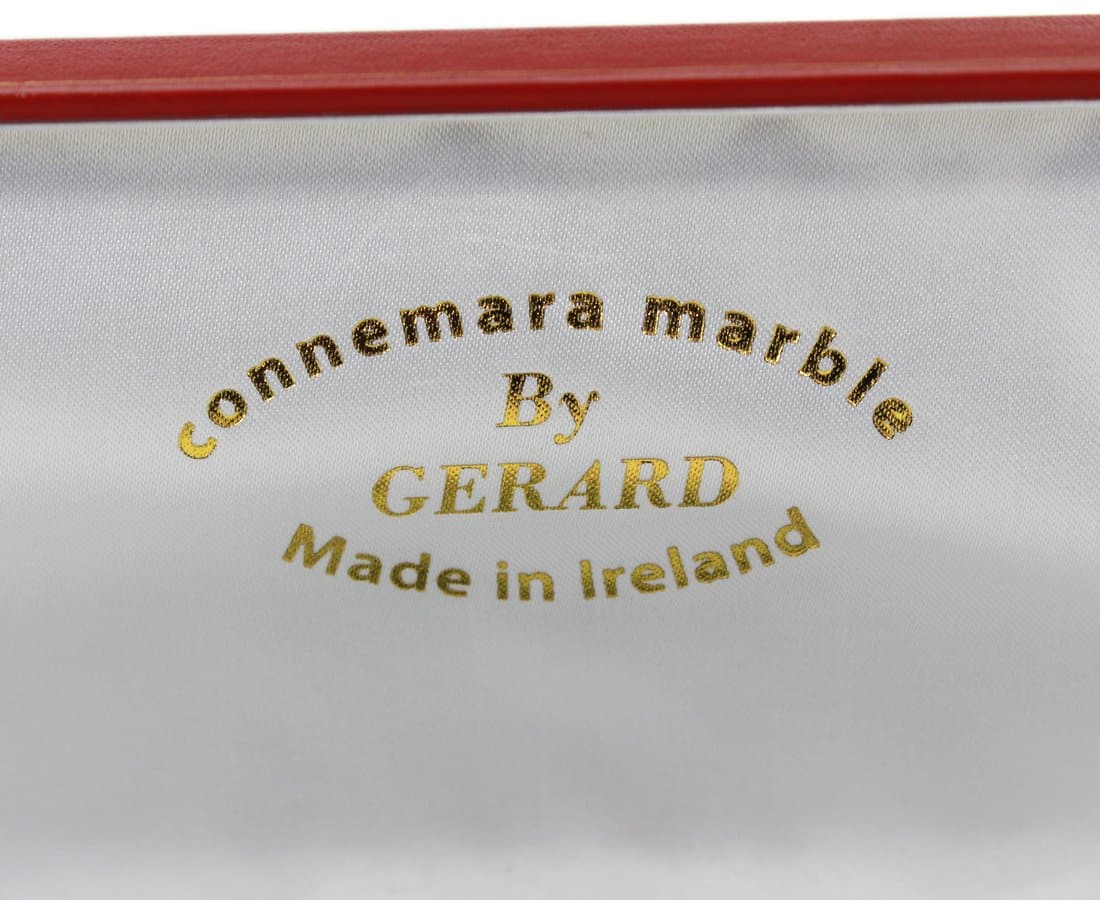 connemara marble
By
GERARD
Made in Ireland